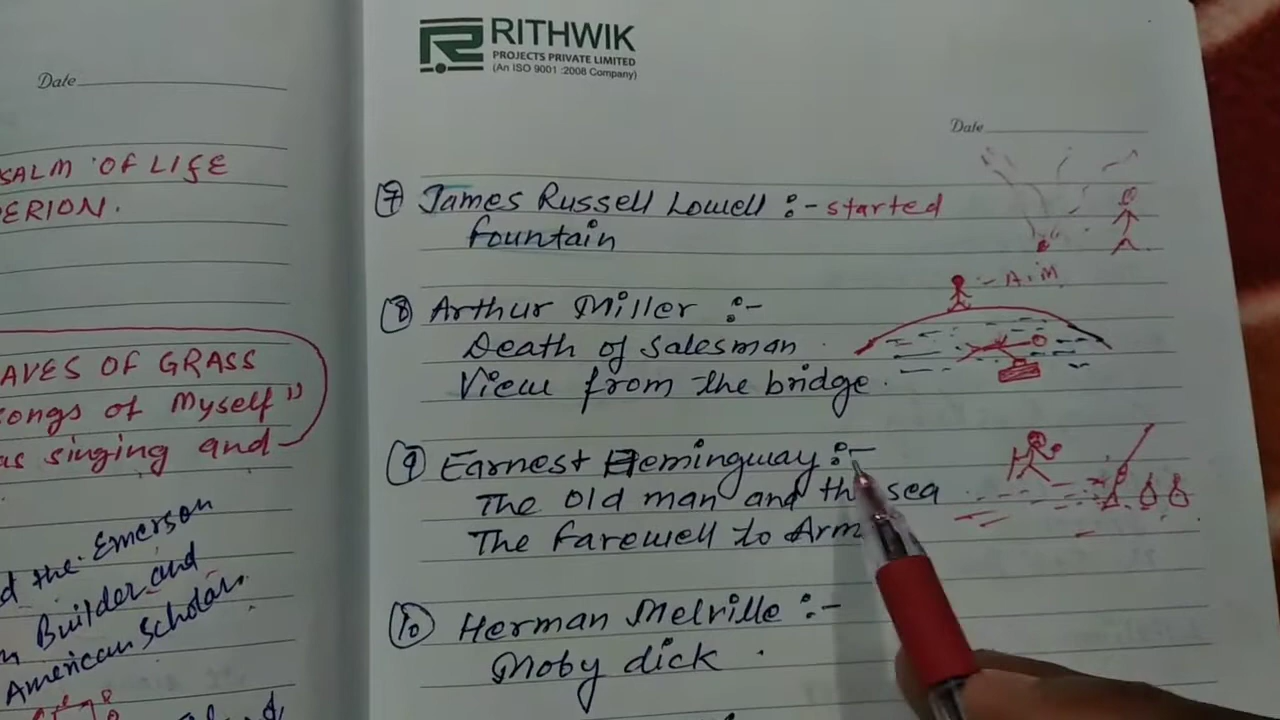 Date
SALM OF LIFE
ERION.
AVES OF GRASS
ongs of Myself"
as singing and
d the Emerson
Builder and
American Scholar.
RITHWIK
PROJECTS PRIVATE LIMITED
(An ISO 9001 :2008 Company)
Date
7 James Russell Lowell :- started
fountain
8 Arthur Miller :-
Death of Salesman
View from the bridge.
- A.M
9 Earnest Hemingway :-
The Old man and th sea
The Farewell to Arm
10 Herman Melville :-
Moby dick .